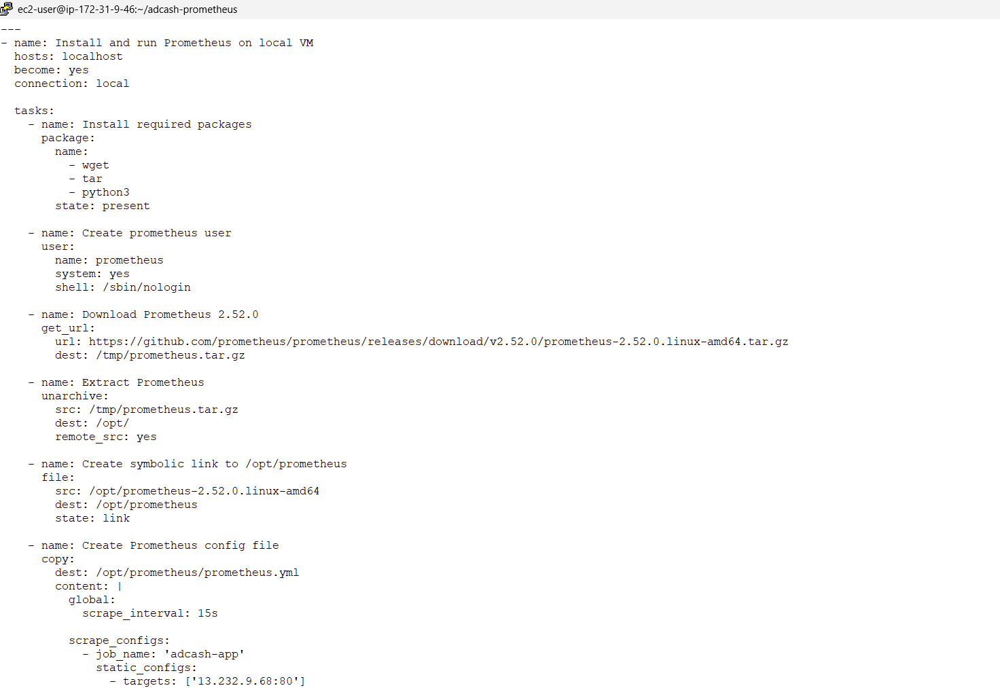 ec2-user@ip-172-31-9-46:~/adcash-prometheus
---
- name: Install and run Prometheus on local VM
  hosts: localhost
  become: yes
  connection: local

  tasks:
    - name: Install required packages
      package:
        name:
          - wget
          - tar
          - python3
        state: present

    - name: Create prometheus user
      user:
        name: prometheus
        system: yes
        shell: /sbin/nologin

    - name: Download Prometheus 2.52.0
      get_url:
        url: https://github.com/prometheus/prometheus/releases/download/v2.52.0/prometheus-2.52.0.linux-amd64.tar.gz
        dest: /tmp/prometheus.tar.gz

    - name: Extract Prometheus
      unarchive:
        src: /tmp/prometheus.tar.gz
        dest: /opt/
        remote_src: yes

    - name: Create symbolic link to /opt/prometheus
      file:
        src: /opt/prometheus-2.52.0.linux-amd64
        dest: /opt/prometheus
        state: link

    - name: Create Prometheus config file
      copy:
        dest: /opt/prometheus/prometheus.yml
        content: |
          global:
            scrape_interval: 15s

          scrape_configs:
            - job_name: 'adcash-app'
              static_configs:
                - targets: ['13.232.9.68:80']